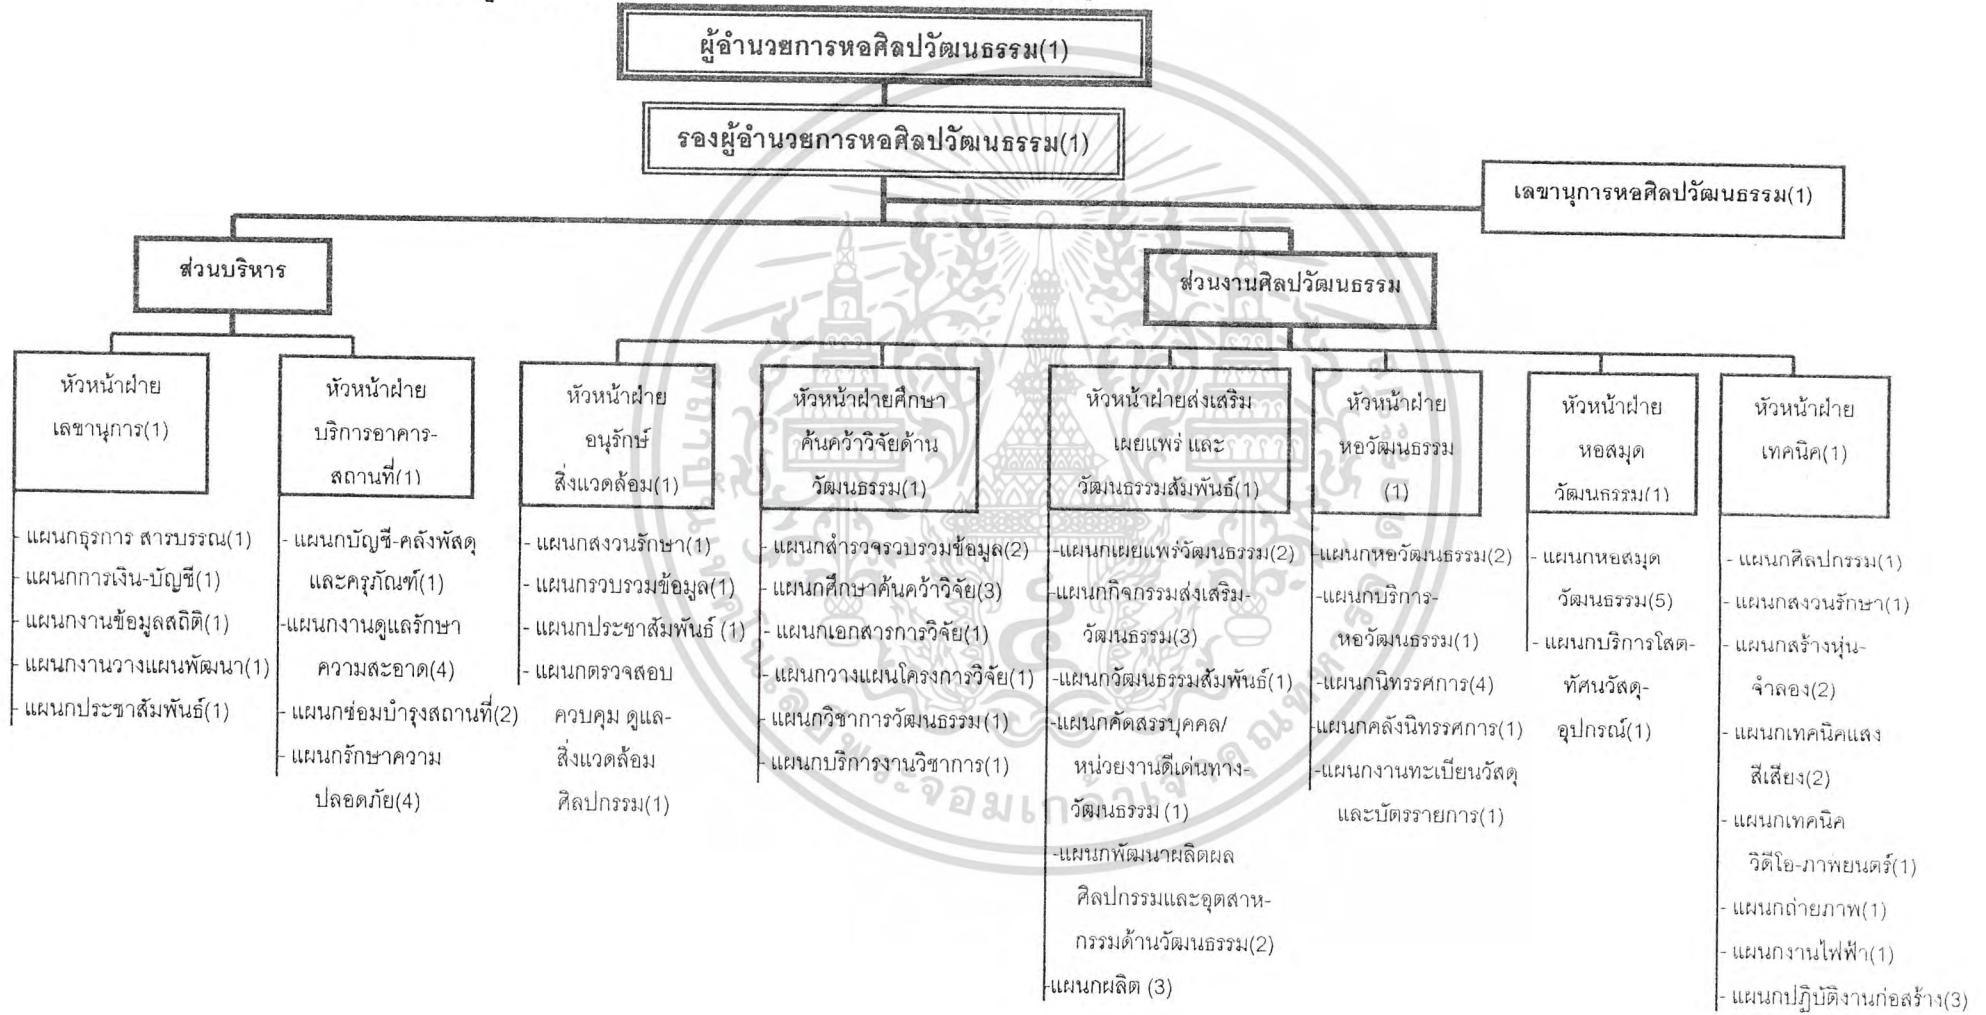 ผู้อำนวยการหอศิลปวัฒนธรรม(1)
รองผู้อำนวยการหอศิลปวัฒนธรรม(1)
เลขานุการหอศิลปวัฒนธรรม(1)
ส่วนบริหาร
ส่วนงานศิลปวัฒนธรรม
หัวหน้าฝ่าย
เลขานุการ(1)
- แผนกธุรการ สารบรรณ(1)
- แผนกการเงิน-บัญชี(1)
- แผนกงานข้อมูลสถิติ(1)
- แผนกงานวางแผนพัฒนา(1)
- แผนกประชาสัมพันธ์(1)
หัวหน้าฝ่าย
บริการอาคาร-
สถานที่(1)
- แผนกบัญชี-คลังพัสดุ
และครุภัณฑ์(1)
-แผนกงานดูแลรักษา
ความสะอาด(4)
- แผนกซ่อมบำรุงสถานที่(2)
- แผนกรักษาความ
ปลอดภัย(4)
หัวหน้าฝ่าย
อนุรักษ์
สิ่งแวดล้อม(1)
- แผนกสงวนรักษา(1)
- แผนกรวบรวมข้อมูล(1)
- แผนกประชาสัมพันธ์ (1)
- แผนกตรวจสอบ
ควบคุม ดูแล-
สิ่งแวดล้อม
ศิลปกรรม(1)
หัวหน้าฝ่ายศึกษา
ค้นคว้าวิจัยด้าน
วัฒนธรรม(1)
- แผนกสำรวจรวบรวมข้อมูล(2)
- แผนกศึกษาค้นคว้าวิจัย(3)
- แผนกเอกสารการวิจัย(1)
- แผนกวางแผนโครงการวิจัย(1)
- แผนกวิชาการวัฒนธรรม(1)
- แผนกบริการงานวิชาการ(1)
หัวหน้าฝ่ายส่งเสริม
เผยแพร่ และ
วัฒนธรรมสัมพันธ์(1)
-แผนกเผยแพร่วัฒนธรรม(2)
-แผนกกิจกรรมส่งเสริม-
วัฒนธรรม(3)
-แผนกวัฒนธรรมสัมพันธ์(1)
-แผนกคัดสรรบุคคล/
หน่วยงานดีเด่นทาง-
วัฒนธรรม (1)
-แผนกพัฒนาผลิตผล
ศิลปกรรมและอุตสาห-
กรรมด้านวัฒนธรรม(2)
-แผนกผลิต (3)
หัวหน้าฝ่าย
หอวัฒนธรรม
(1)
-แผนกหอวัฒนธรรม(2)
-แผนกบริการ-
หอวัฒนธรรม(1)
-แผนกนิทรรศการ(4)
-แผนกคลังนิทรรศการ(1)
-แผนกงานทะเบียนวัสดุ
และบัตรรายการ(1)
หัวหน้าฝ่าย
หอสมุด
วัฒนธรรม(1)
- แผนกหอสมุด
วัฒนธรรม(5)
- แผนกบริการโสต-
ทัศนวัสดุ-
อุปกรณ์(1)
หัวหน้าฝ่าย
เทคนิค(1)
- แผนกศิลปกรรม(1)
- แผนกสงวนรักษา(1)
- แผนกสร้างหุ่น-
จำลอง(2)
- แผนกเทคนิคแสง
สีเสียง(2)
- แผนกเทคนิค
วิดีโอ-ภาพยนตร์(1)
- แผนกถ่ายภาพ(1)
- แผนกงานไฟฟ้า(1)
- แผนกปฏิบัติงานก่อสร้าง(3)